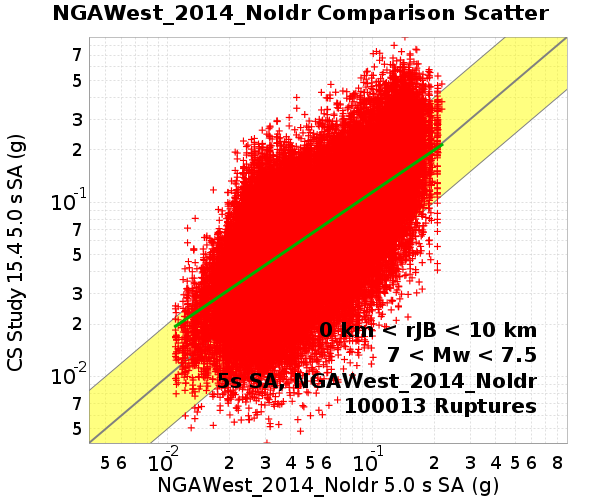 NGAWest_2014_NoIdr Comparison Scatter
CS Study 15.4 5.0 s SA (g)
7
5
3
2
10-1
7
5
3
2
10-2
7
5
0 km < rJB < 10 km
7 < Mw < 7.5
5s SA, NGAWest_2014_NoIdr
100013 Ruptures
5 6 10-2 2 3 4 5 6 10-1 2 3 4 5 6 8
NGAWest_2014_NoIdr 5.0 s SA (g)